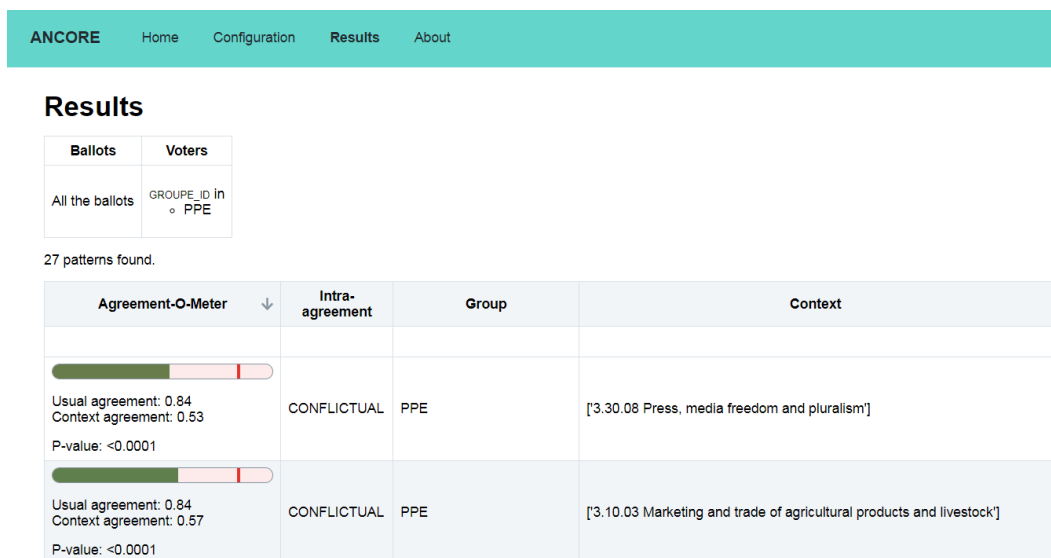 ANCORE Home Configuration Results About
Results
Ballots Voters
All the ballots GROUPE_ID in
◦ PPE
27 patterns found.
Agreement-O-Meter ↓ Intra-agreement Group Context
Usual agreement: 0.84
Context agreement: 0.53
P-value: <0.0001
CONFLICTUAL PPE ['3.30.08 Press, media freedom and pluralism']
Usual agreement: 0.84
Context agreement: 0.57
P-value: <0.0001
CONFLICTUAL PPE ['3.10.03 Marketing and trade of agricultural products and livestock']